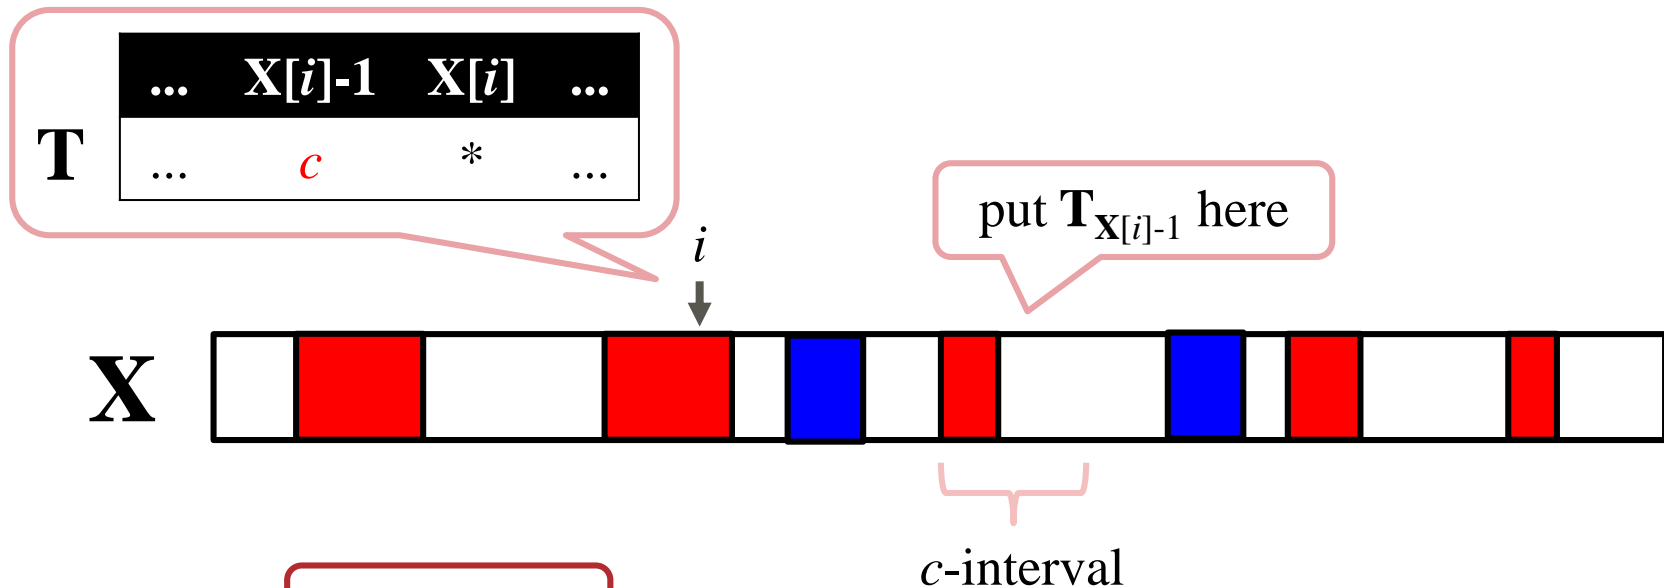 ... X[i]-1 X[i] ...
T ... c * ...
put T_X[i]-1 here
i
X
c-interval